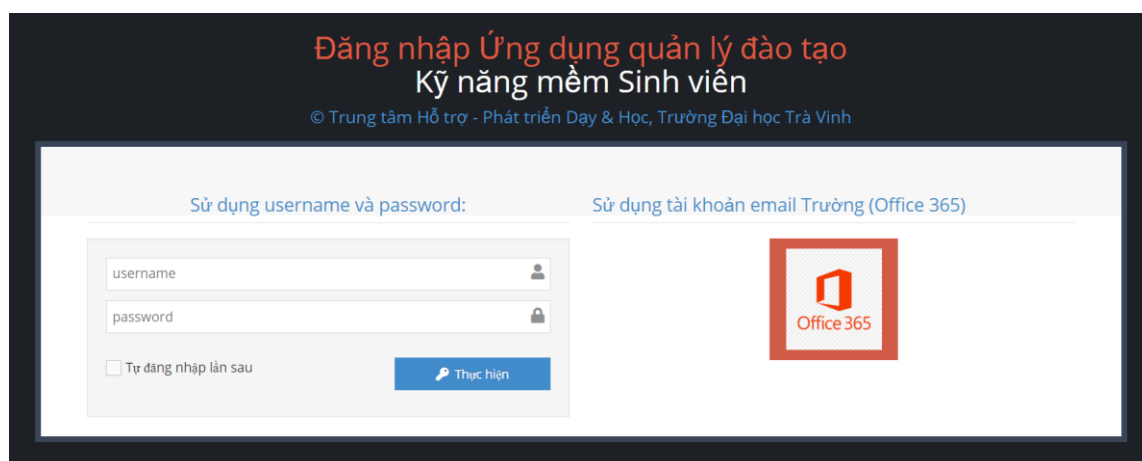 Đăng nhập Ứng dụng quản lý đào tạo
Kỹ năng mềm Sinh viên
© Trung tâm Hỗ trợ - Phát triển Dạy & Học, Trường Đại học Trà Vinh
Sử dụng username và password:
username
password
Tự đăng nhập lần sau
Thực hiện
Sử dụng tài khoản email Trường (Office 365)
Office 365